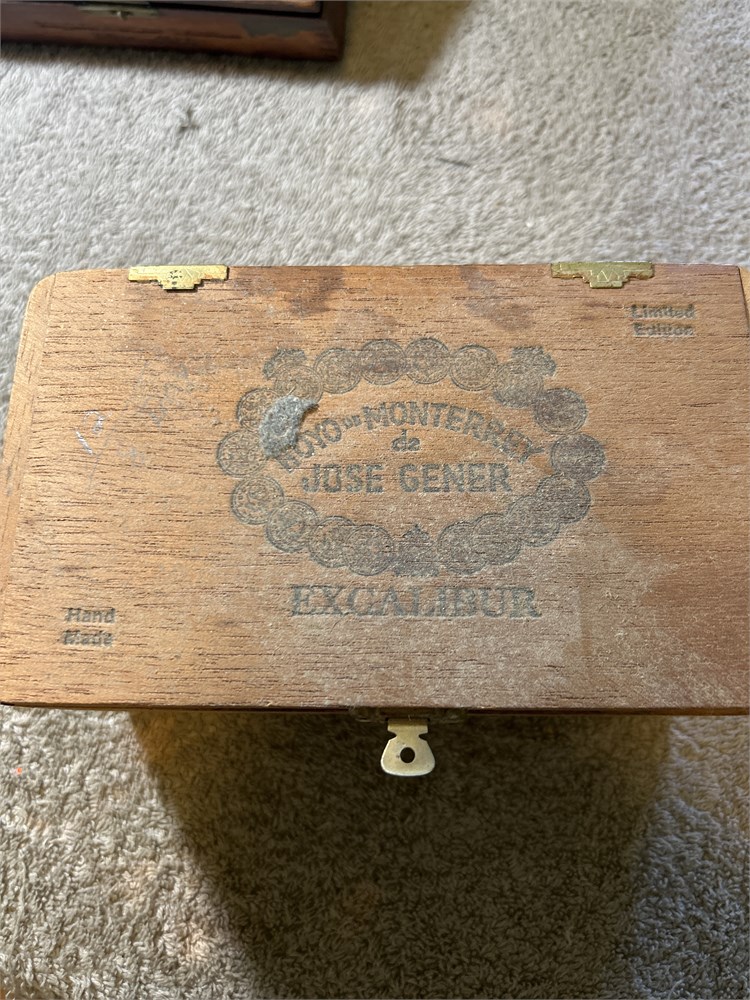 Limited
Edition
HOYO DE MONTERREY
de
JOSE GENER
EXCALIBUR
Hand
Made